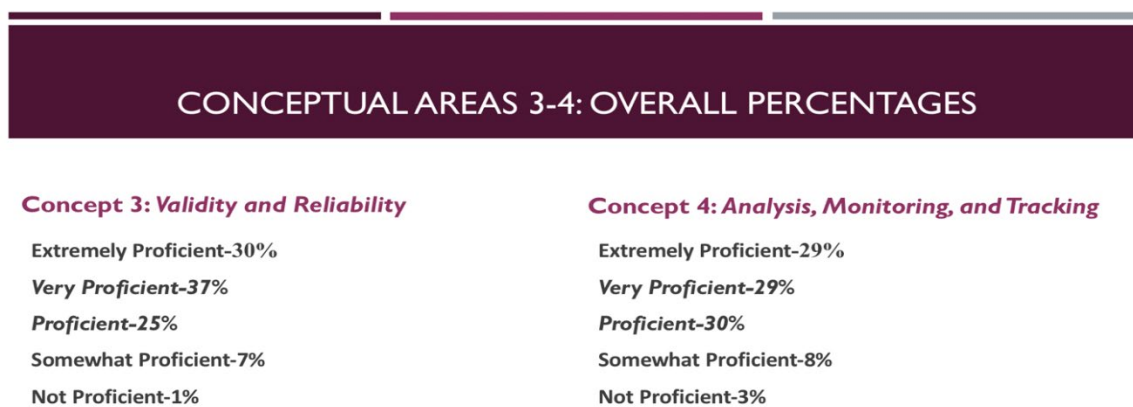 CONCEPTUAL AREAS 3-4: OVERALL PERCENTAGES
Concept 3: Validity and Reliability
Extremely Proficient-30%
Very Proficient-37%
Proficient-25%
Somewhat Proficient-7%
Not Proficient-1%
Concept 4: Analysis, Monitoring, and Tracking
Extremely Proficient-29%
Very Proficient-29%
Proficient-30%
Somewhat Proficient-8%
Not Proficient-3%